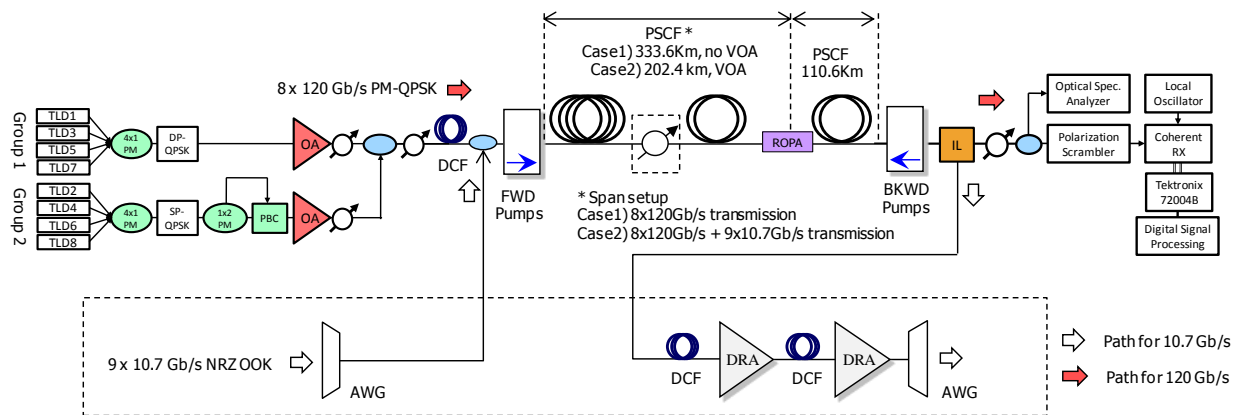 PSCF *
Case1) 333.6Km, no VOA
Case2) 202.4 km, VOA
PSCF
110.6Km
8 x 120 Gb/s PM-QPSK
Group 1
TLD1
TLD3
TLD5
TLD7
4x1
PM
DP-
QPSK
OA
DCF
FWD
Pumps
ROPA
BKWD
Pumps
IL
Optical Spec.
Analyzer
Local
Oscillator
Polarization
Scrambler
Coherent
RX
Tektronix
72004B
Digital Signal
Processing
Group 2
TLD2
TLD4
TLD6
TLD8
4x1
PM
SP-
QPSK
1x2
PM
PBC
OA
* Span setup
Case1) 8x120Gb/s transmission
Case2) 8x120Gb/s + 9x10.7Gb/s transmission
9 x 10.7 Gb/s NRZ OOK
AWG
DCF
DRA
DCF
DRA
AWG
Path for 10.7 Gb/s
Path for 120 Gb/s